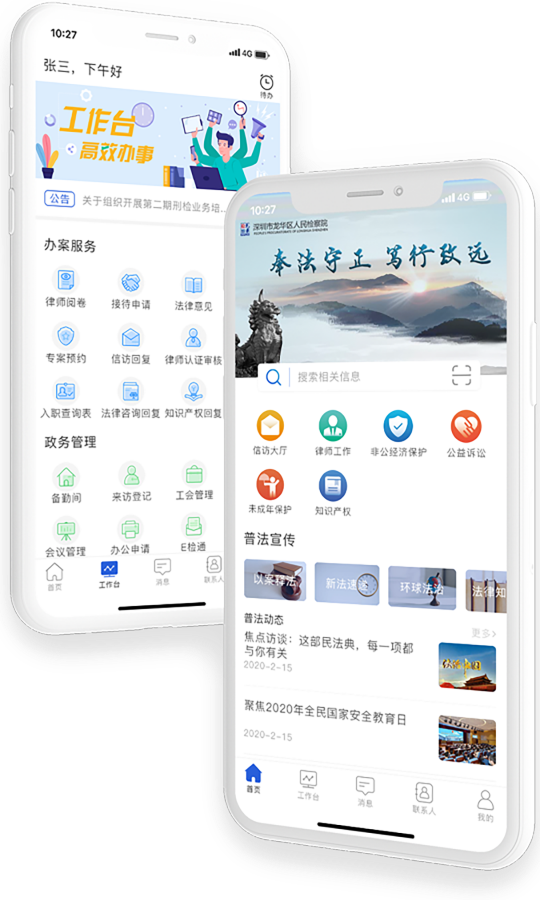 10:27
4G
张三，下午好
待办
工作台
高效办事
公告 关于组织开展第二期刑检业务培...
办案服务
律师阅卷 接待申请 法律意见
专案预约 信访回复 律师认证审核
入职查询表 法律咨询回复 知识产权回复
政务管理
备勤间 来访登记 工会管理
会议管理 办公申请 E检通
首页 工作台 消息 联系人
10:27
4G
深圳市龙华区人民检察院
奉法守正 笃行致远
搜索相关信息
信访大厅 律师工作 非公经济保护 公益诉讼
未成年保护 知识产权
普法宣传
以案释法 新法速递 环球法治 法律知
普法动态
更多>
焦点访谈：这部民法典，每一项都
与你有关
2020-2-15
聚焦2020年全民国家安全教育日
2020-2-15
首页 工作台 消息 联系人 我的